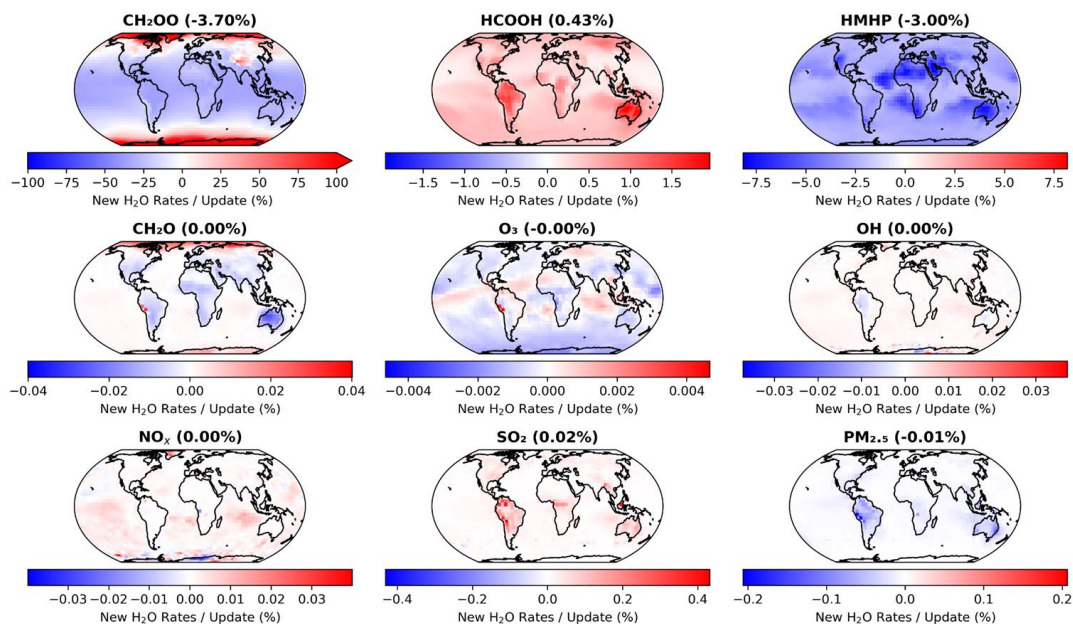 CH₂OO (-3.70%)
HCOOH (0.43%)
HMHP (-3.00%)
−100 −75 −50 −25 0 25 50 75 100
−1.5 −1.0 −0.5 0.0 0.5 1.0 1.5
−7.5 −5.0 −2.5 0.0 2.5 5.0 7.5
New H₂O Rates / Update (%)
New H₂O Rates / Update (%)
New H₂O Rates / Update (%)
CH₂O (0.00%)
O₃ (-0.00%)
OH (0.00%)
−0.04 −0.02 0.00 0.02 0.04
−0.004 −0.002 0.000 0.002 0.004
−0.03 −0.02 −0.01 0.00 0.01 0.02 0.03
New H₂O Rates / Update (%)
New H₂O Rates / Update (%)
New H₂O Rates / Update (%)
NOₓ (0.00%)
SO₂ (0.02%)
PM₂.₅ (-0.01%)
−0.03 −0.02 −0.01 0.00 0.01 0.02 0.03
−0.4 −0.2 0.0 0.2 0.4
−0.2 −0.1 0.0 0.1 0.2
New H₂O Rates / Update (%)
New H₂O Rates / Update (%)
New H₂O Rates / Update (%)